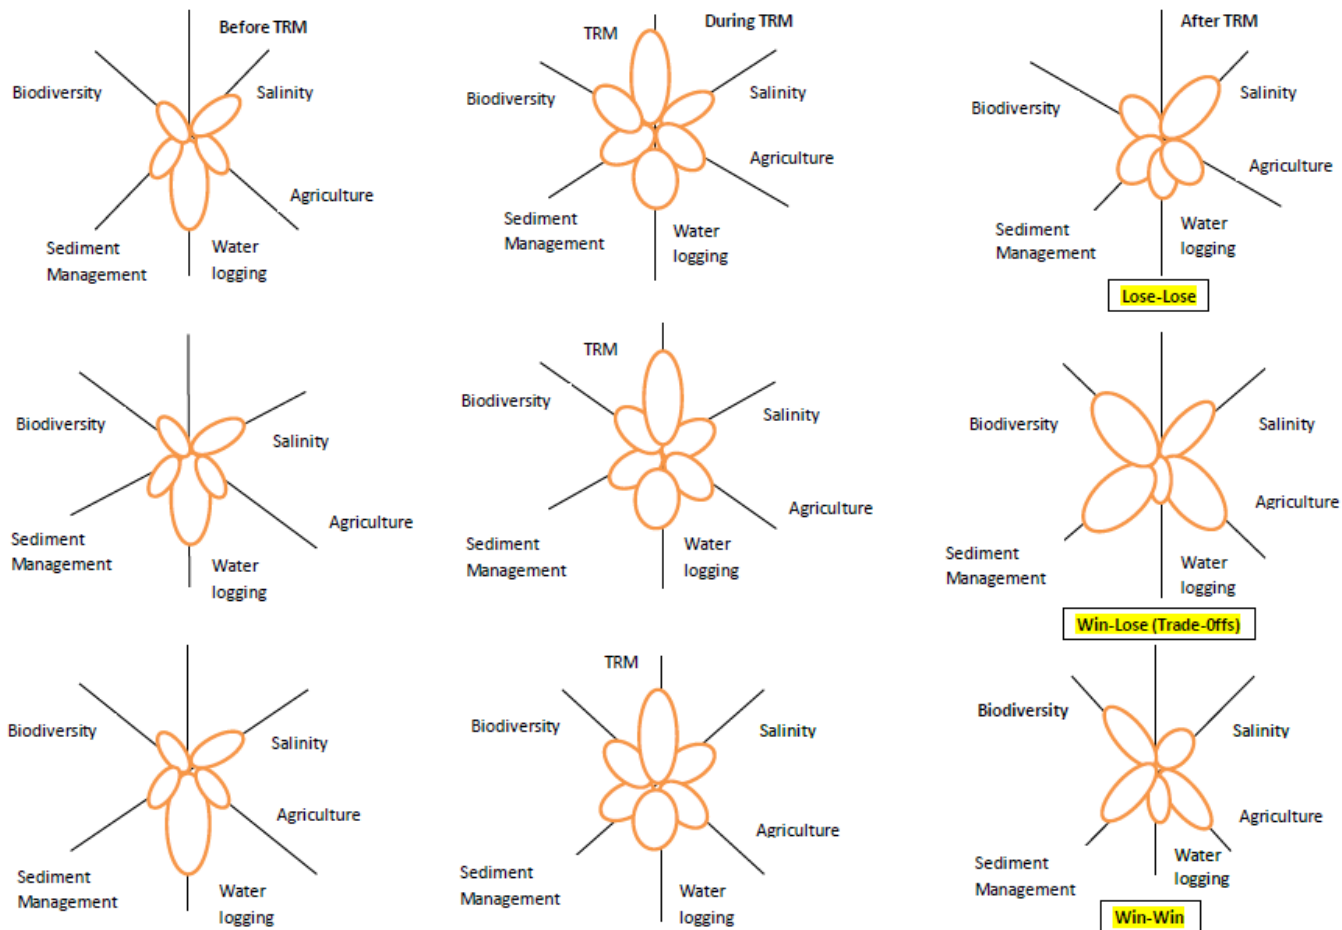 Before TRM
Biodiversity
Salinity
Agriculture
Sediment
Management
Water
logging
TRM
During TRM
Biodiversity
Salinity
Agriculture
Sediment
Management
Water
logging
After TRM
Biodiversity
Salinity
Agriculture
Sediment
Management
Water
logging
Lose-Lose
Biodiversity
Salinity
Agriculture
Sediment
Management
Water
logging
TRM
Biodiversity
Salinity
Agriculture
Sediment
Management
Water
logging
Biodiversity
Salinity
Agriculture
Sediment
Management
Water
logging
Win-Lose (Trade-0ffs)
Biodiversity
Salinity
Agriculture
Sediment
Management
Water
logging
TRM
Biodiversity
Salinity
Agriculture
Sediment
Management
Water
logging
Biodiversity
Salinity
Agriculture
Sediment
Management
Water
logging
Win-Win